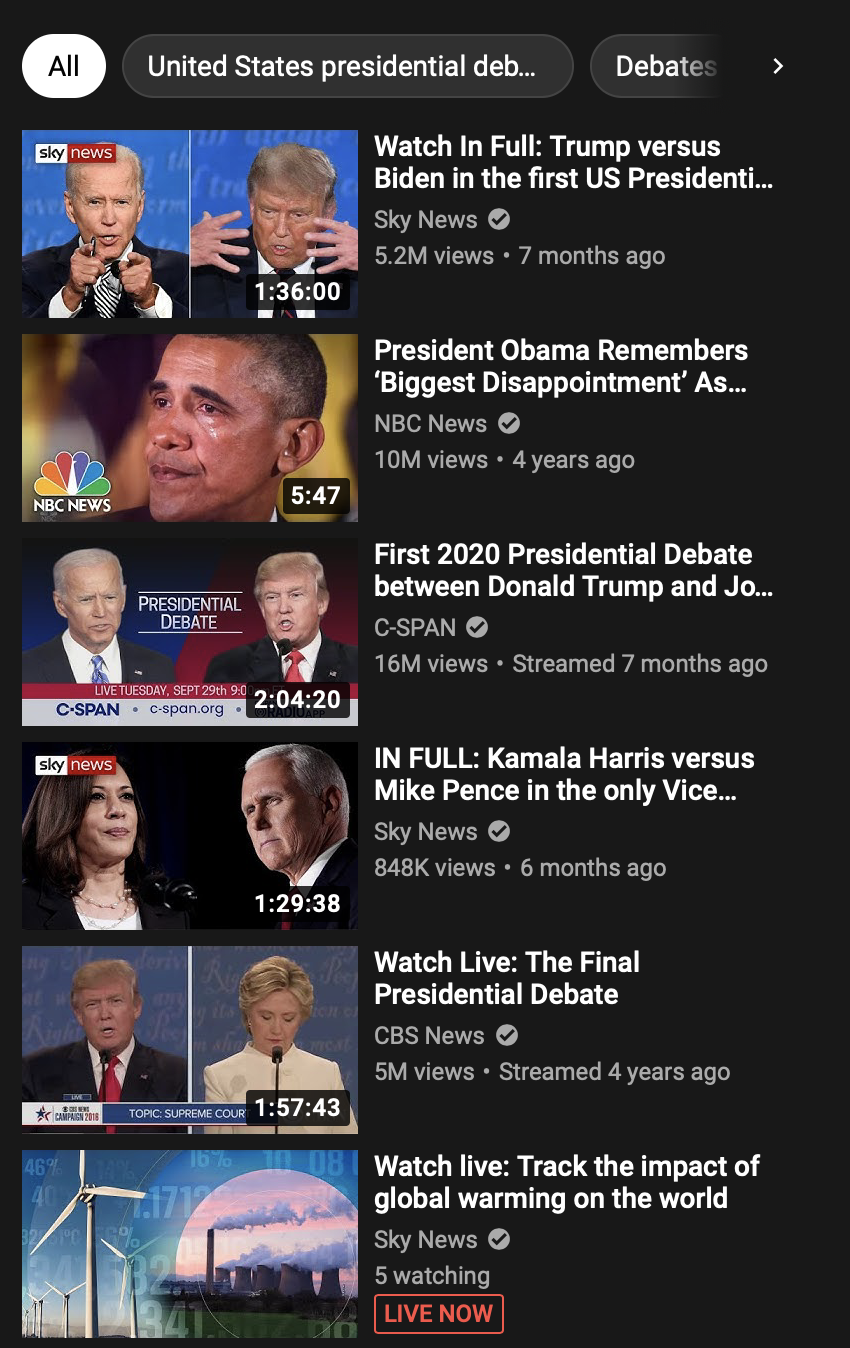 All
United States presidential deb...
Debates
sky news
1:36:00
Watch In Full: Trump versus
Biden in the first US Presidenti...
Sky News
5.2M views • 7 months ago
NBC NEWS
5:47
President Obama Remembers
‘Biggest Disappointment’ As...
NBC News
10M views • 4 years ago
PRESIDENTIAL
DEBATE
LIVE TUESDAY, SEPT 29th 9:00
C-SPAN • c-span.org •
2:04:20
First 2020 Presidential Debate
between Donald Trump and Jo...
C-SPAN
16M views • Streamed 7 months ago
sky news
1:29:38
IN FULL: Kamala Harris versus
Mike Pence in the only Vice...
Sky News
848K views • 6 months ago
LIVE
CBS NEWS
CAMPAIGN 2016
TOPIC: SUPREME COURT
1:57:43
Watch Live: The Final
Presidential Debate
CBS News
5M views • Streamed 4 years ago
46%
16%
10 08
Watch live: Track the impact of
global warming on the world
Sky News
5 watching
LIVE NOW